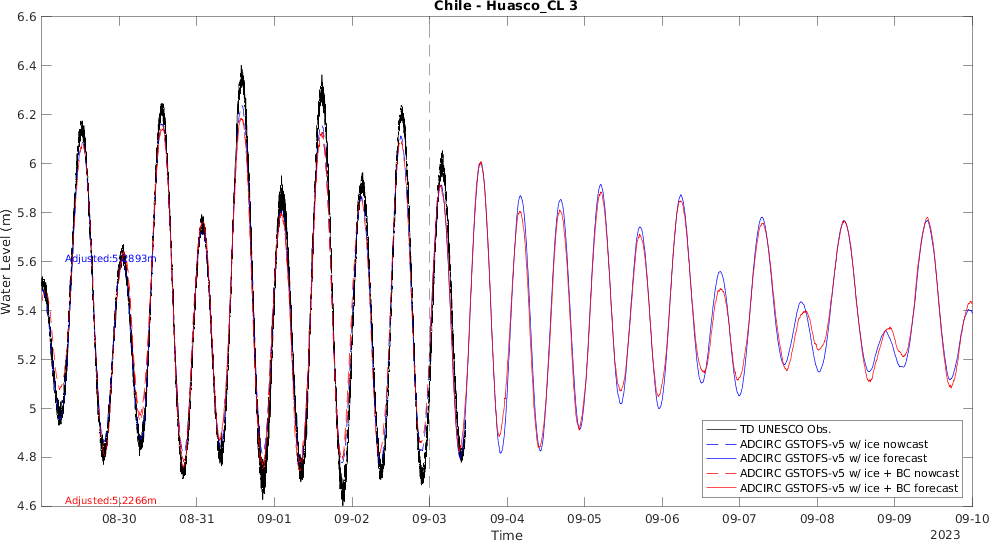 Chile - Huasco_CL 3
6.6
6.4
6.2
6
5.8
5.6
5.4
5.2
5
4.8
4.6
Water Level (m)
Adjusted:5.2893m
Adjusted:5.2266m
TD UNESCO Obs.
ADCIRC GSTOFS-v5 w/ ice nowcast
ADCIRC GSTOFS-v5 w/ ice forecast
ADCIRC GSTOFS-v5 w/ ice + BC nowcast
ADCIRC GSTOFS-v5 w/ ice + BC forecast
08-30 08-31 09-01 09-02 09-03 09-04 09-05 09-06 09-07 09-08 09-09 09-10
Time
2023